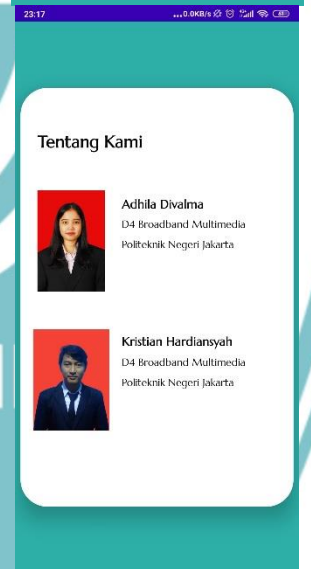 23:17 ...0.0KB/s
Tentang Kami
Adhila Divalma
D4 Broadband Multimedia
Politeknik Negeri Jakarta
Kristian Hardiansyah
D4 Broadband Multimedia
Politeknik Negeri Jakarta